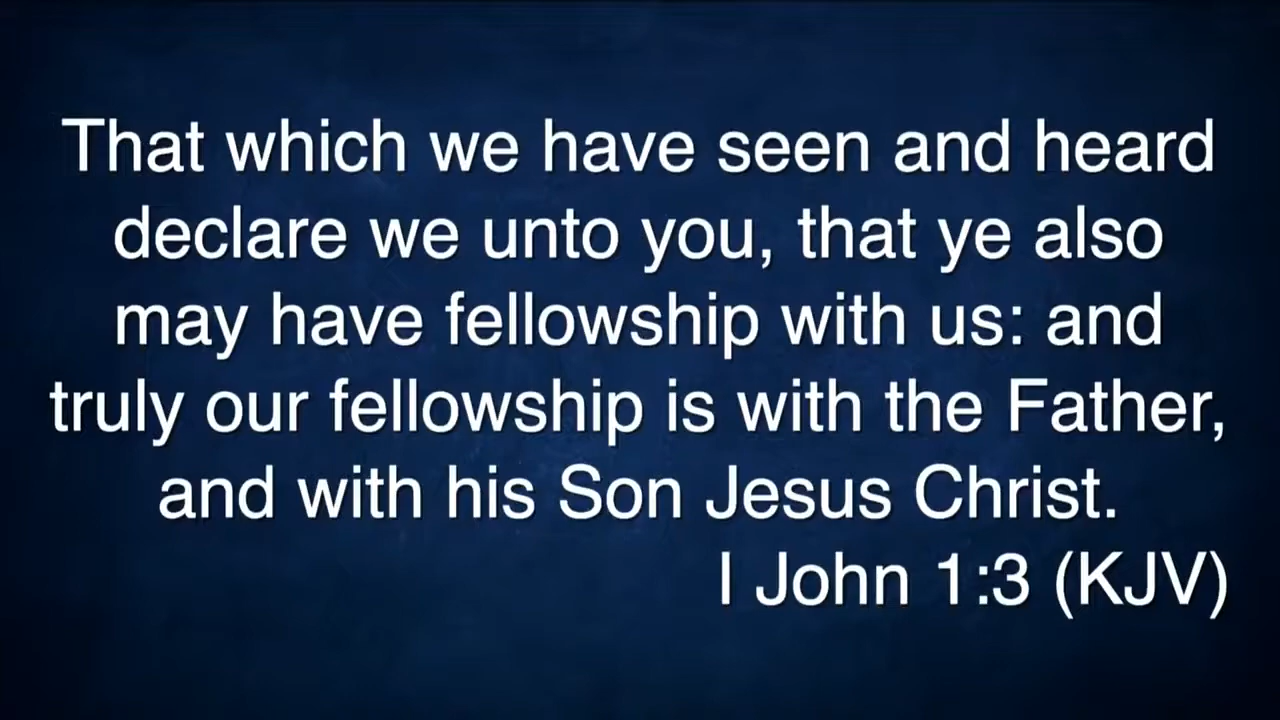 That which we have seen and heard
declare we unto you, that ye also
may have fellowship with us: and
truly our fellowship is with the Father,
and with his Son Jesus Christ.
I John 1:3 (KJV)